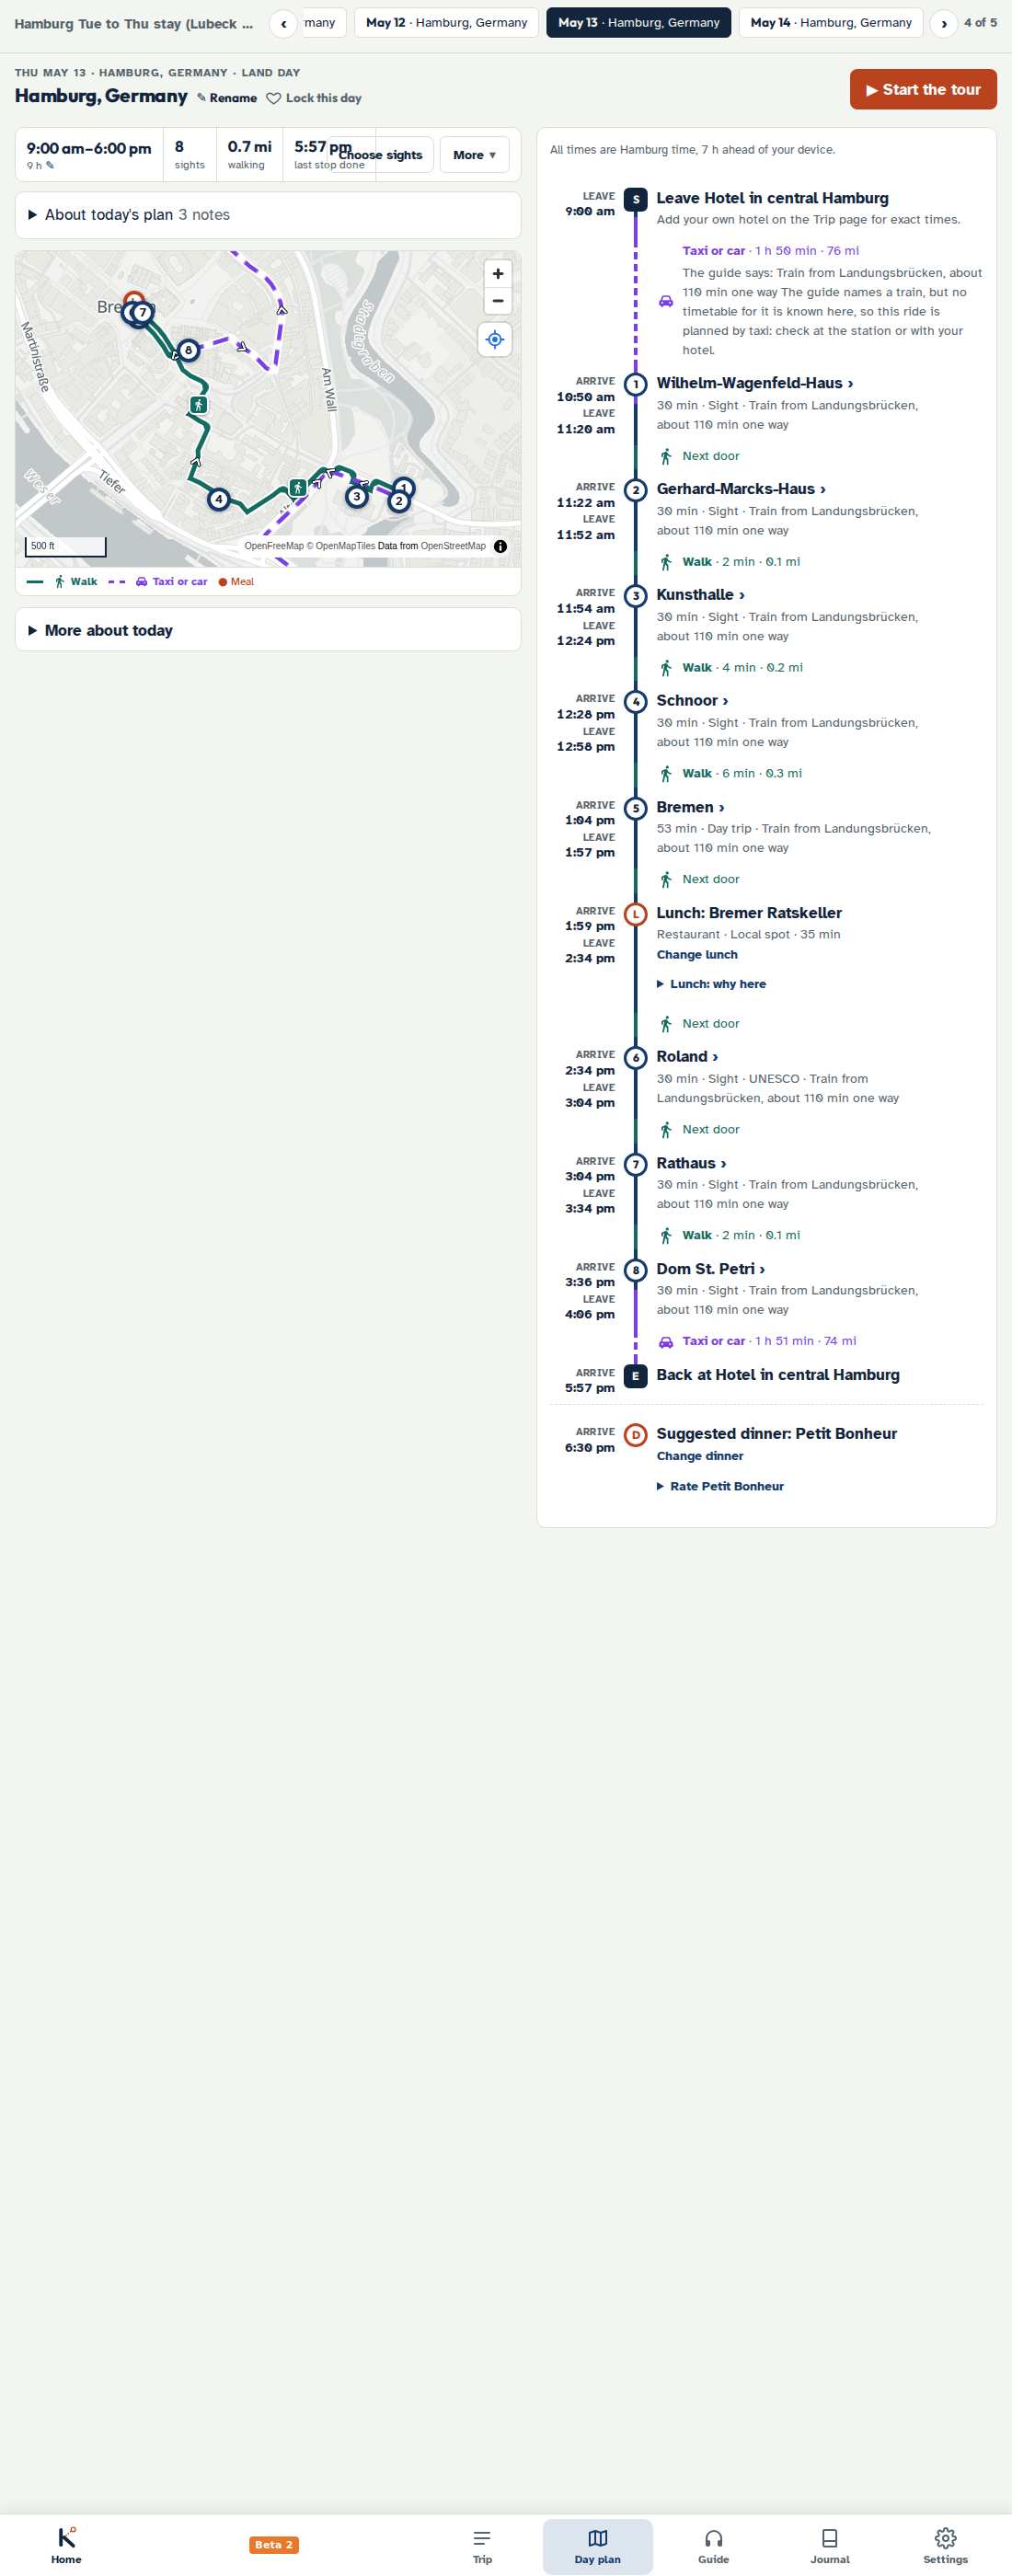 Hamburg Tue to Thu stay (Lubeck ...
‹
many
May 12 · Hamburg, Germany
May 13 · Hamburg, Germany
May 14 · Hamburg, Germany
›
4 of 5
THU MAY 13 · HAMBURG, GERMANY · LAND DAY
Hamburg, Germany
✎ Rename
Lock this day
▶ Start the tour
9:00 am–6:00 pm
9 h ✎
8
sights
0.7 mi
walking
5:57 pm
last stop done
Choose sights
More ▾
▶ About today's plan 3 notes
Martinistraße
Am Wall
Stadtgraben
Tiefer
Weser
7
8
4
3
1
2
+
−
500 ft
OpenFreeMap © OpenMapTiles Data from OpenStreetMap
Walk
Taxi or car
Meal
▶ More about today
All times are Hamburg time, 7 h ahead of your device.
LEAVE
9:00 am
S
Leave Hotel in central Hamburg
Add your own hotel on the Trip page for exact times.
Taxi or car · 1 h 50 min · 76 mi
The guide says: Train from Landungsbrücken, about
110 min one way The guide names a train, but no
timetable for it is known here, so this ride is
planned by taxi: check at the station or with your
hotel.
ARRIVE
10:50 am
LEAVE
11:20 am
1
Wilhelm-Wagenfeld-Haus ›
30 min · Sight · Train from Landungsbrücken,
about 110 min one way
Next door
ARRIVE
11:22 am
LEAVE
11:52 am
2
Gerhard-Marcks-Haus ›
30 min · Sight · Train from Landungsbrücken,
about 110 min one way
Walk · 2 min · 0.1 mi
ARRIVE
11:54 am
LEAVE
12:24 pm
3
Kunsthalle ›
30 min · Sight · Train from Landungsbrücken,
about 110 min one way
Walk · 4 min · 0.2 mi
ARRIVE
12:28 pm
LEAVE
12:58 pm
4
Schnoor ›
30 min · Sight · Train from Landungsbrücken,
about 110 min one way
Walk · 6 min · 0.3 mi
ARRIVE
1:04 pm
LEAVE
1:57 pm
5
Bremen ›
53 min · Day trip · Train from Landungsbrücken,
about 110 min one way
Next door
ARRIVE
1:59 pm
LEAVE
2:34 pm
L
Lunch: Bremer Ratskeller
Restaurant · Local spot · 35 min
Change lunch
▶ Lunch: why here
Next door
ARRIVE
2:34 pm
LEAVE
3:04 pm
6
Roland ›
30 min · Sight · UNESCO · Train from
Landungsbrücken, about 110 min one way
Next door
ARRIVE
3:04 pm
LEAVE
3:34 pm
7
Rathaus ›
30 min · Sight · Train from Landungsbrücken,
about 110 min one way
Walk · 2 min · 0.1 mi
ARRIVE
3:36 pm
LEAVE
4:06 pm
8
Dom St. Petri ›
30 min · Sight · Train from Landungsbrücken,
about 110 min one way
Taxi or car · 1 h 51 min · 74 mi
ARRIVE
5:57 pm
E
Back at Hotel in central Hamburg
ARRIVE
6:30 pm
D
Suggested dinner: Petit Bonheur
Change dinner
▶ Rate Petit Bonheur
Home
Beta 2
Trip
Day plan
Guide
Journal
Settings